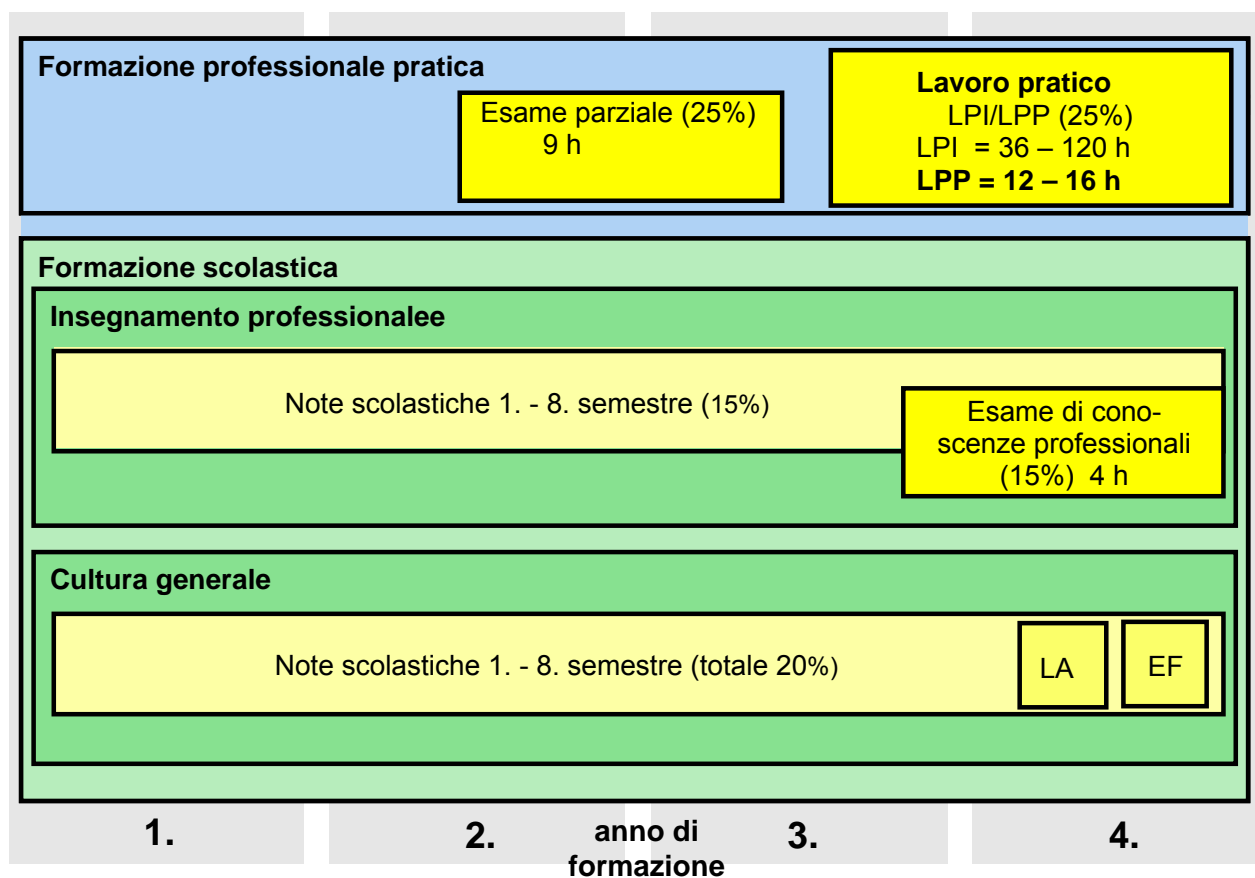 Formazione professionale pratica
Esame parziale (25%)
9 h
Lavoro pratico
LPI/LPP (25%)
LPI = 36 – 120 h
LPP = 12 – 16 h
Formazione scolastica
Insegnamento professionalee
Note scolastiche 1. - 8. semestre (15%)
Esame di cono-
scenze professionali
(15%) 4 h
Cultura generale
Note scolastiche 1. - 8. semestre (totale 20%)
LA
EF
1.
2.
anno di
formazione
3.
4.